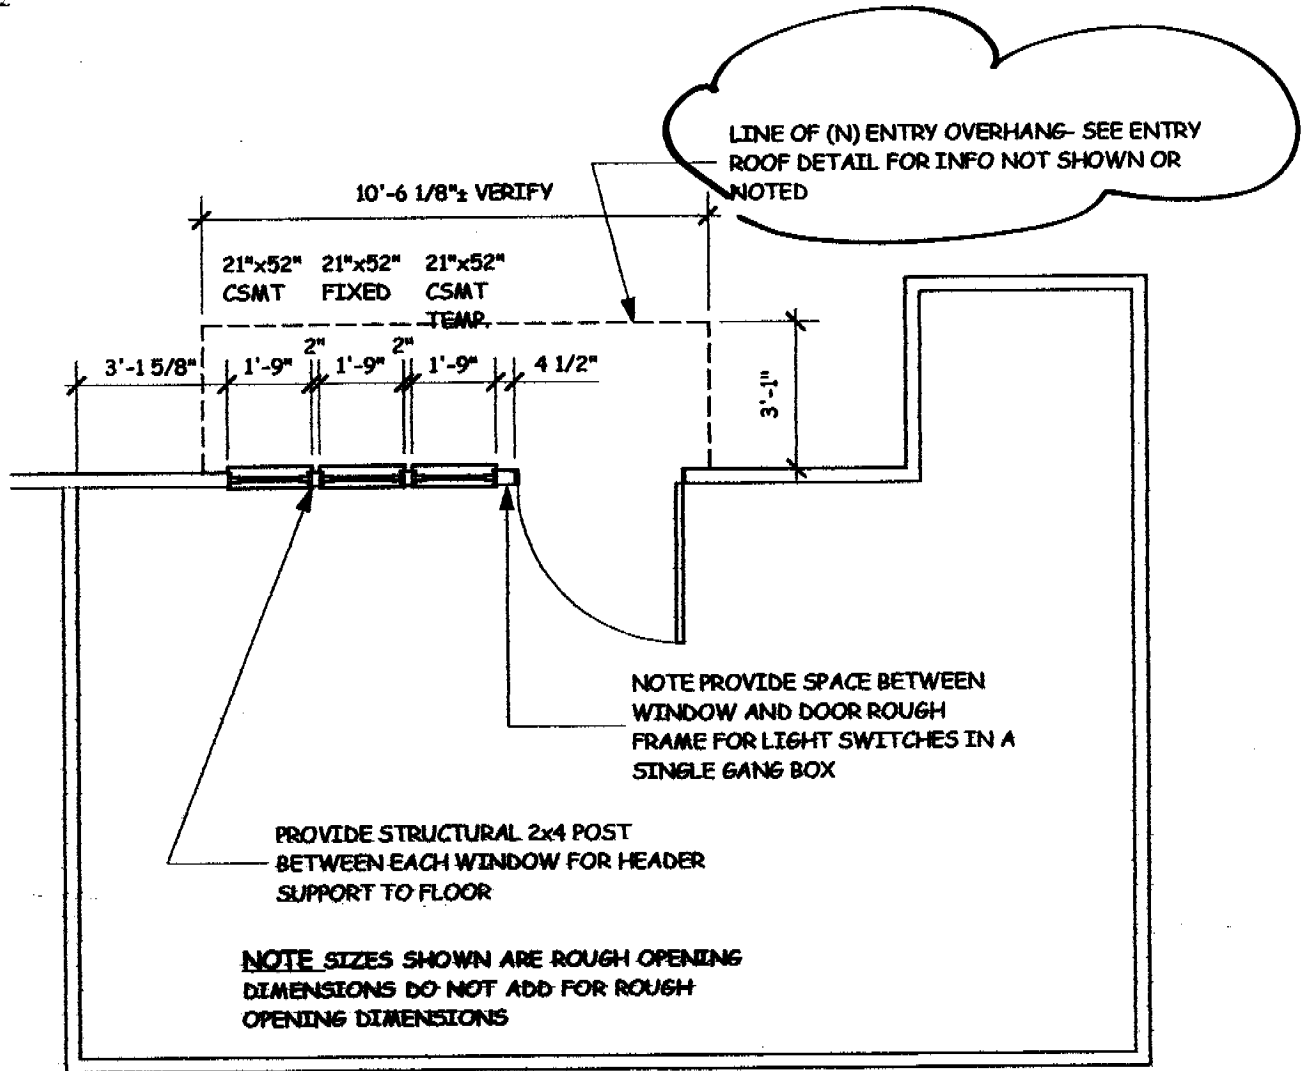 LINE OF (N) ENTRY OVERHANG- SEE ENTRY
ROOF DETAIL FOR INFO NOT SHOWN OR
NOTED
10'-6 1/8"± VERIFY
21"x52" 21"x52" 21"x52"
CSMT FIXED CSMT
TEMP.
2" 2"
3'-1 5/8" 1'-9" 1'-9" 1'-9" 4 1/2"
3'-1"
NOTE PROVIDE SPACE BETWEEN
WINDOW AND DOOR ROUGH
FRAME FOR LIGHT SWITCHES IN A
SINGLE GANG BOX
PROVIDE STRUCTURAL 2x4 POST
BETWEEN EACH WINDOW FOR HEADER
SUPPORT TO FLOOR
NOTE SIZES SHOWN ARE ROUGH OPENING
DIMENSIONS DO NOT ADD FOR ROUGH
OPENING DIMENSIONS